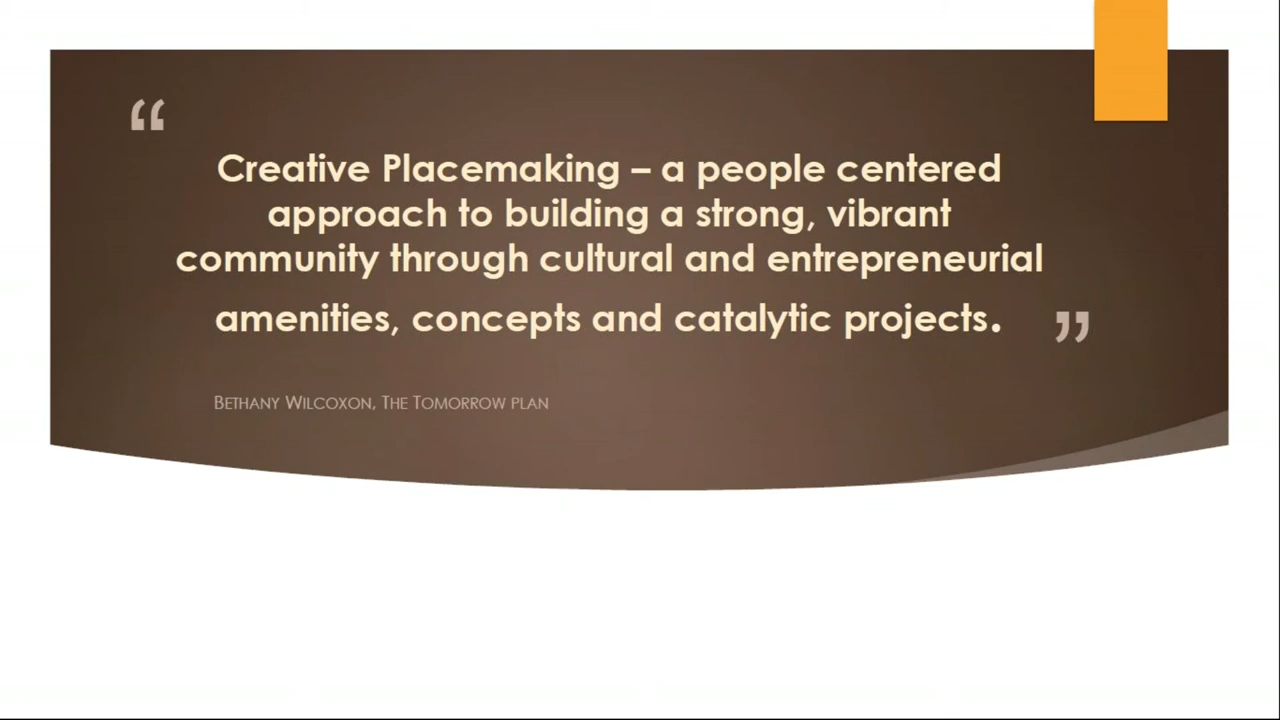 “
Creative Placemaking – a people centered
approach to building a strong, vibrant
community through cultural and entrepreneurial
amenities, concepts and catalytic projects.
”
BETHANY WILCOXON, THE TOMORROW PLAN